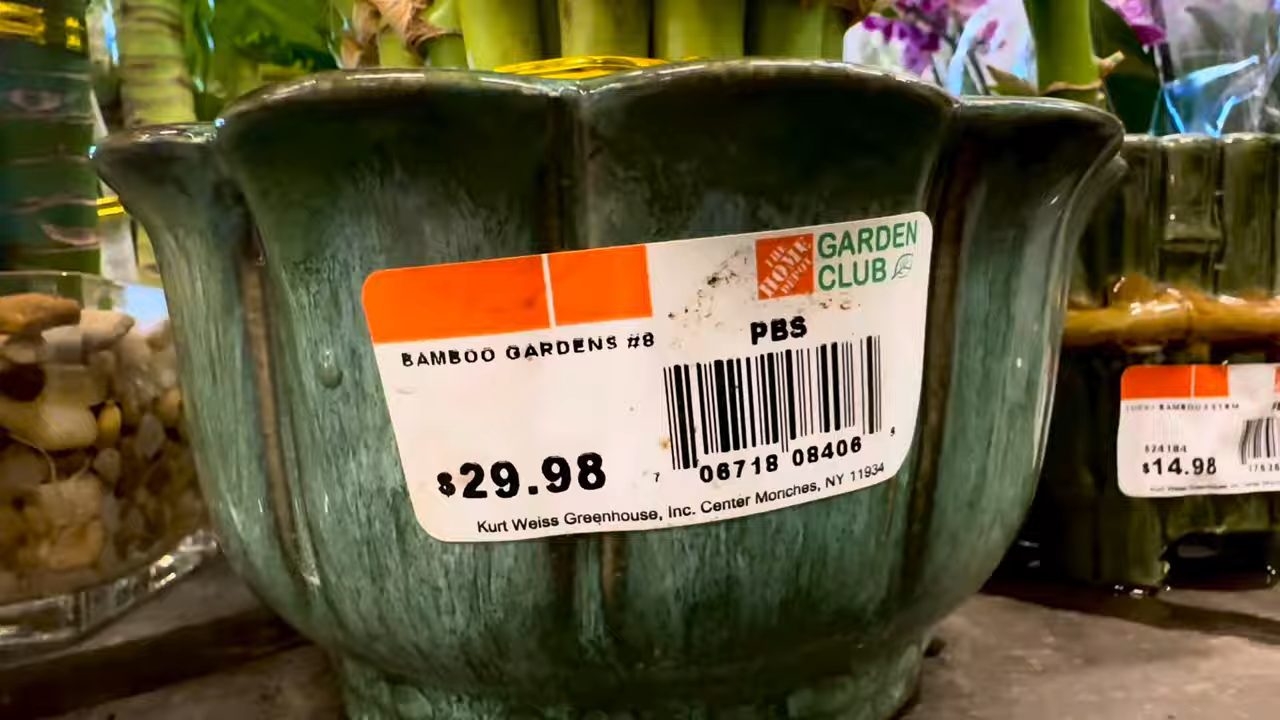 THE HOME DEPOT
GARDEN CLUB
BAMBOO GARDENS #8
PBS
$29.98
7 06718 08406 9
Kurt Weiss Greenhouse, Inc. Center Moriches, NY 11934
$14.98